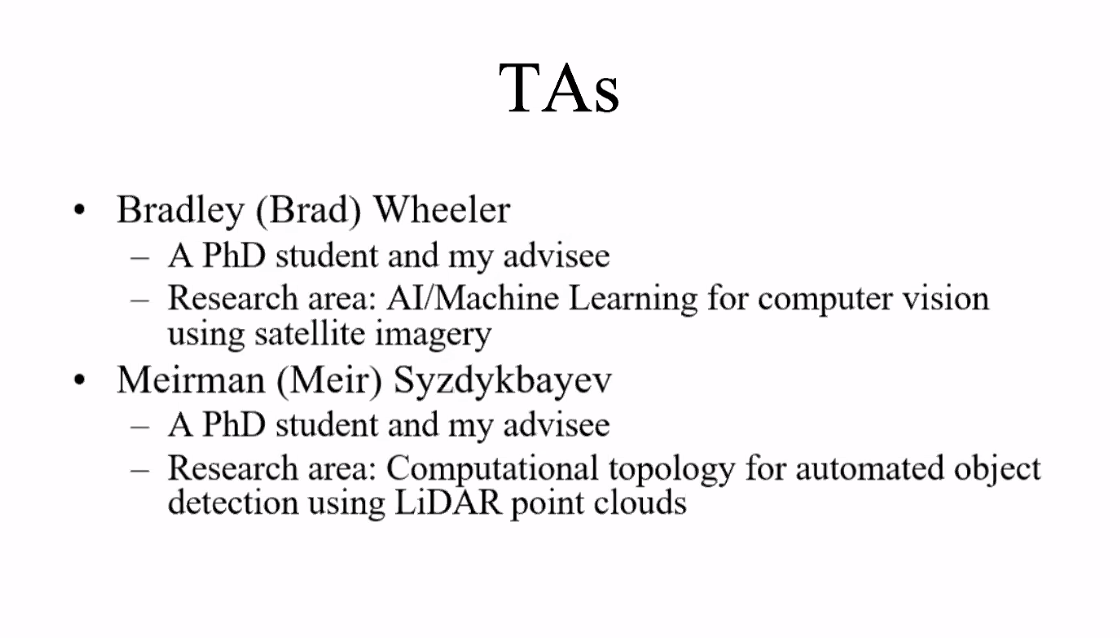 TAs
• Bradley (Brad) Wheeler
– A PhD student and my advisee
– Research area: AI/Machine Learning for computer vision
using satellite imagery
• Meirman (Meir) Syzdykbayev
– A PhD student and my advisee
– Research area: Computational topology for automated object
detection using LiDAR point clouds